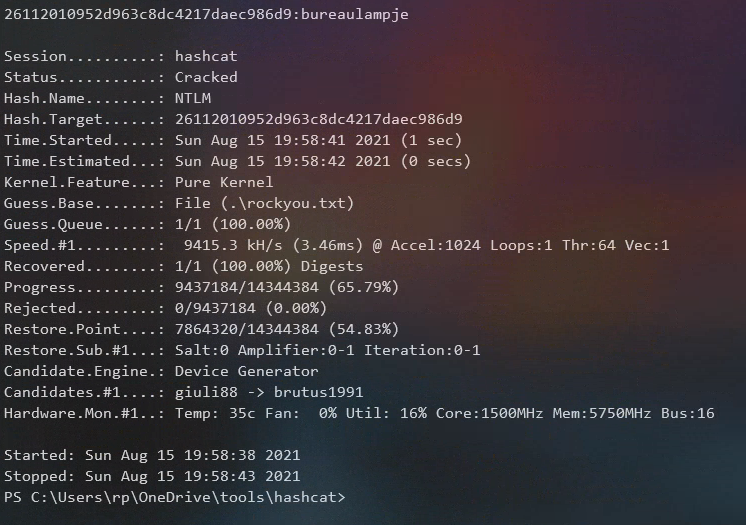 26112010952d963c8dc4217daec986d9:bureaulampje
Session..........: hashcat
Status...........: Cracked
Hash.Name........: NTLM
Hash.Target......: 26112010952d963c8dc4217daec986d9
Time.Started.....: Sun Aug 15 19:58:41 2021 (1 sec)
Time.Estimated...: Sun Aug 15 19:58:42 2021 (0 secs)
Kernel.Feature...: Pure Kernel
Guess.Base.......: File (.\rockyou.txt)
Guess.Queue......: 1/1 (100.00%)
Speed.#1.........:  9415.3 kH/s (3.46ms) @ Accel:1024 Loops:1 Thr:64 Vec:1
Recovered........: 1/1 (100.00%) Digests
Progress.........: 9437184/14344384 (65.79%)
Rejected.........: 0/9437184 (0.00%)
Restore.Point....: 7864320/14344384 (54.83%)
Restore.Sub.#1...: Salt:0 Amplifier:0-1 Iteration:0-1
Candidate.Engine.: Device Generator
Candidates.#1....: giuli88 -> brutus1991
Hardware.Mon.#1..: Temp: 35c Fan:  0% Util: 16% Core:1500MHz Mem:5750MHz Bus:16
Started: Sun Aug 15 19:58:38 2021
Stopped: Sun Aug 15 19:58:43 2021
PS C:\Users\rp\OneDrive\tools\hashcat>